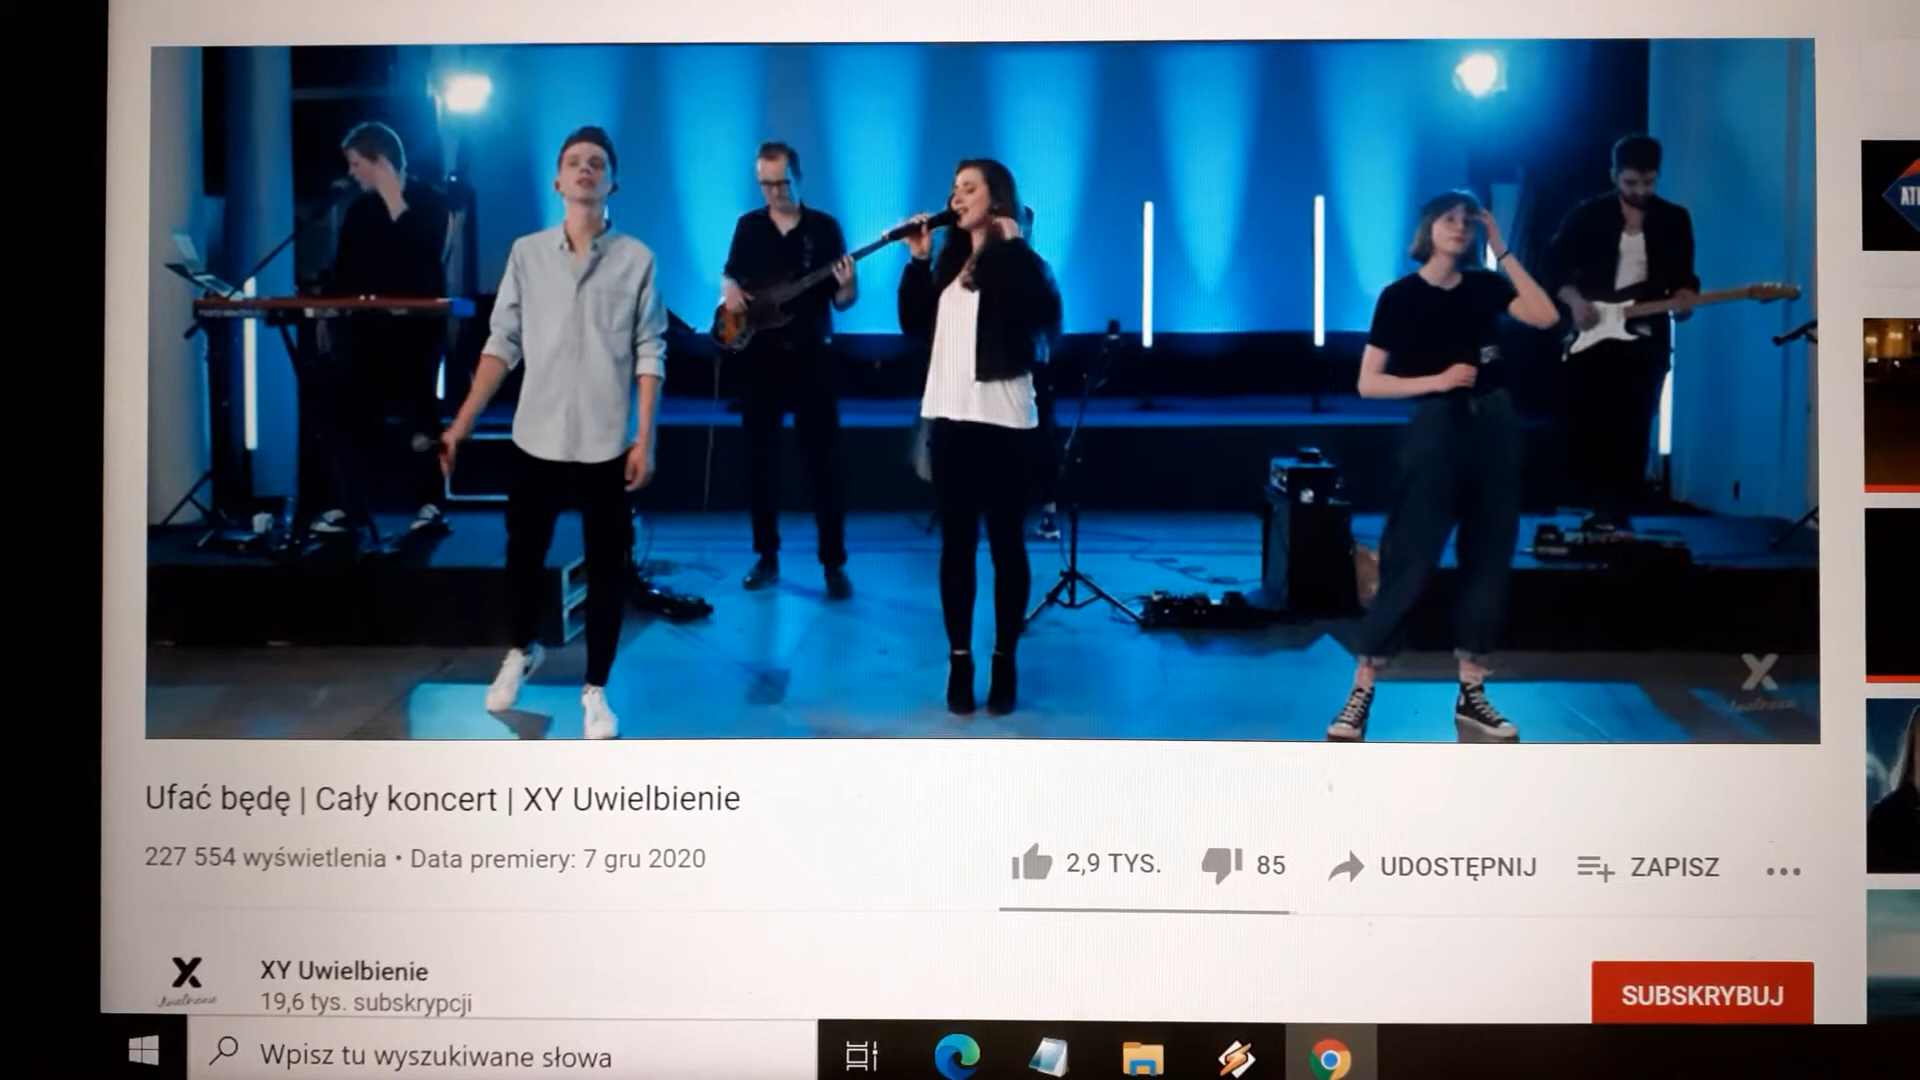 ATL
Ufać będę | Cały koncert | XY Uwielbienie
227 554 wyświetlenia • Data premiery: 7 gru 2020
2,9 TYS.
85
UDOSTĘPNIJ
ZAPISZ
XY Uwielbienie
19,6 tys. subskrypcji
SUBSKRYBUJ
Wpisz tu wyszukiwane słowa